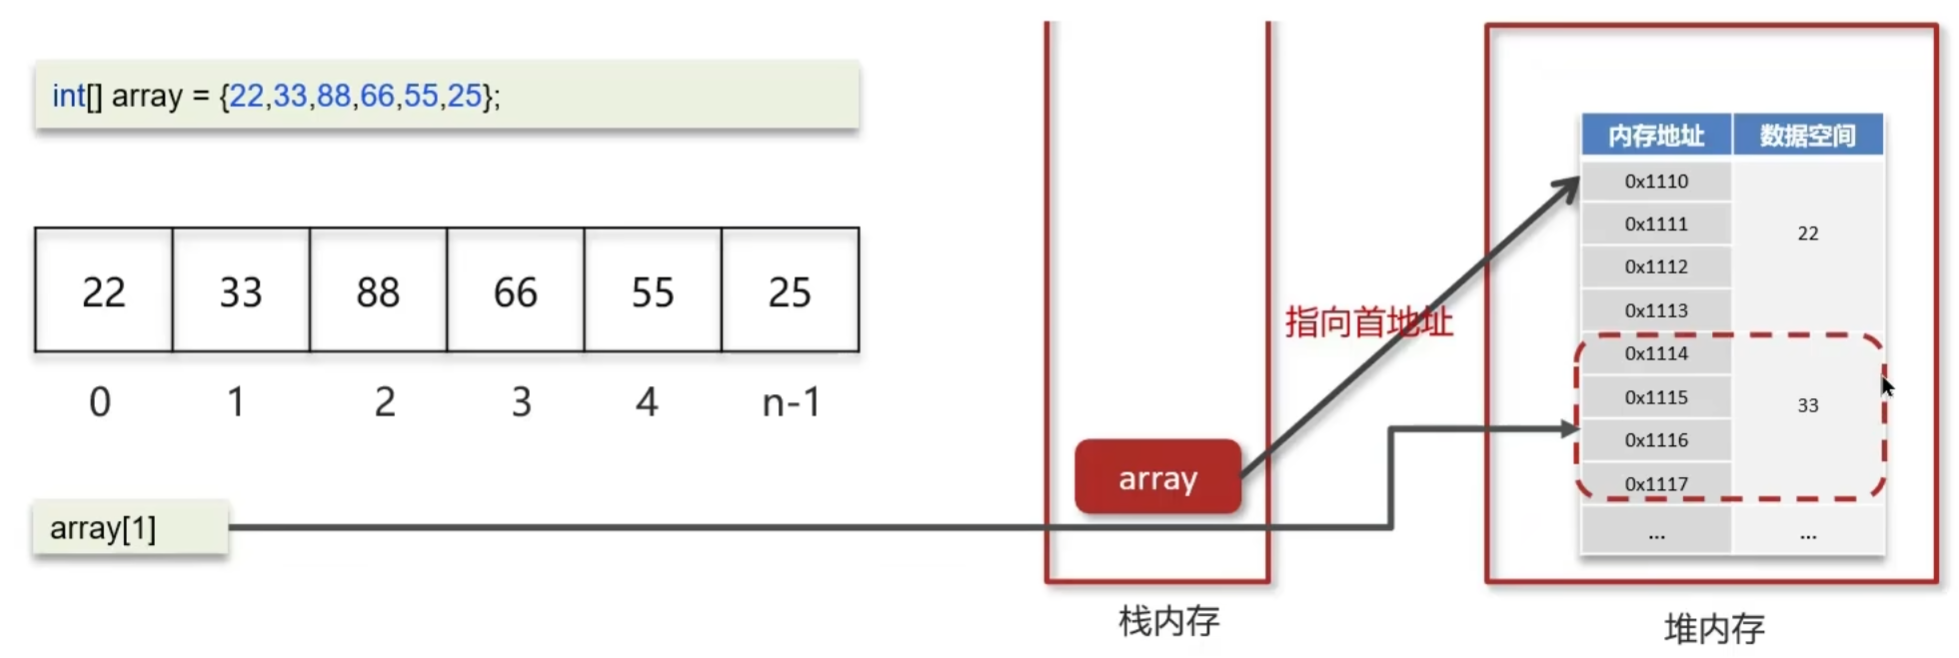 int[] array = {22,33,88,66,55,25};
22 33 88 66 55 25
0 1 2 3 4 n-1
array[1]
array
栈内存
指向首地址
内存地址 数据空间
0x1110
0x1111
22
0x1112
0x1113
0x1114
0x1115
33
0x1116
0x1117
... ...
堆内存